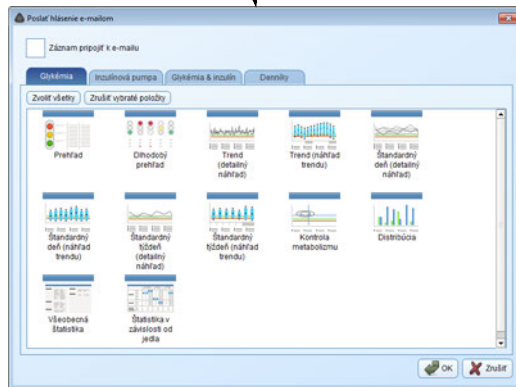 Poslať hlásenie e-mailom
Záznam pripojiť k e-mailu
Glykémia Inzulínová pumpa Glykémia & inzulín Denníky
Zvoliť všetky Zrušiť vybraté položky
Prehľad
Dlhodobý
prehľad
Trend
(detailný
náhľad)
Trend (náhľad
trendu)
Štandardný
deň (detailný
náhľad)
Štandardný
deň (náhľad
trendu)
Štandardný
týždeň
(detailný
náhľad)
Štandardný
týždeň (náhľad
trendu)
Kontrola
metabolizmu
Distribúcia
Všeobecná
štatistika
Štatistika v
závislosti od
jedla
OK Zrušiť